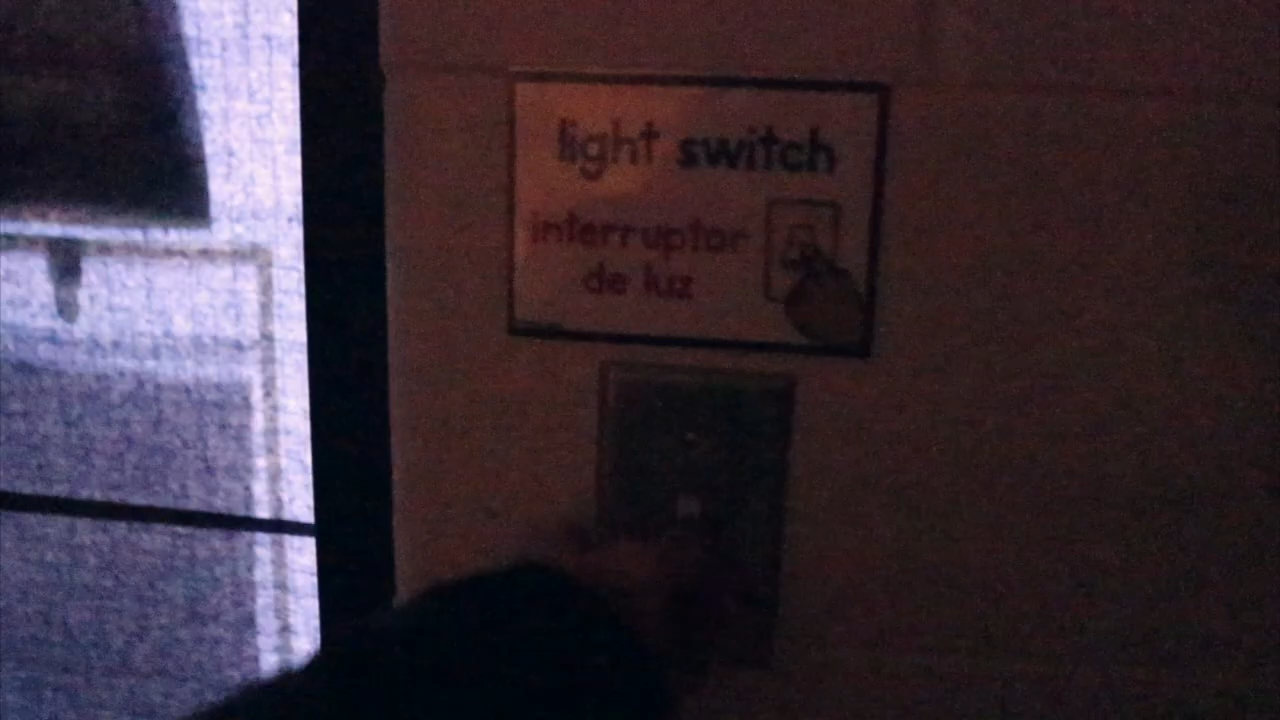 light switch
interruptor
de luz